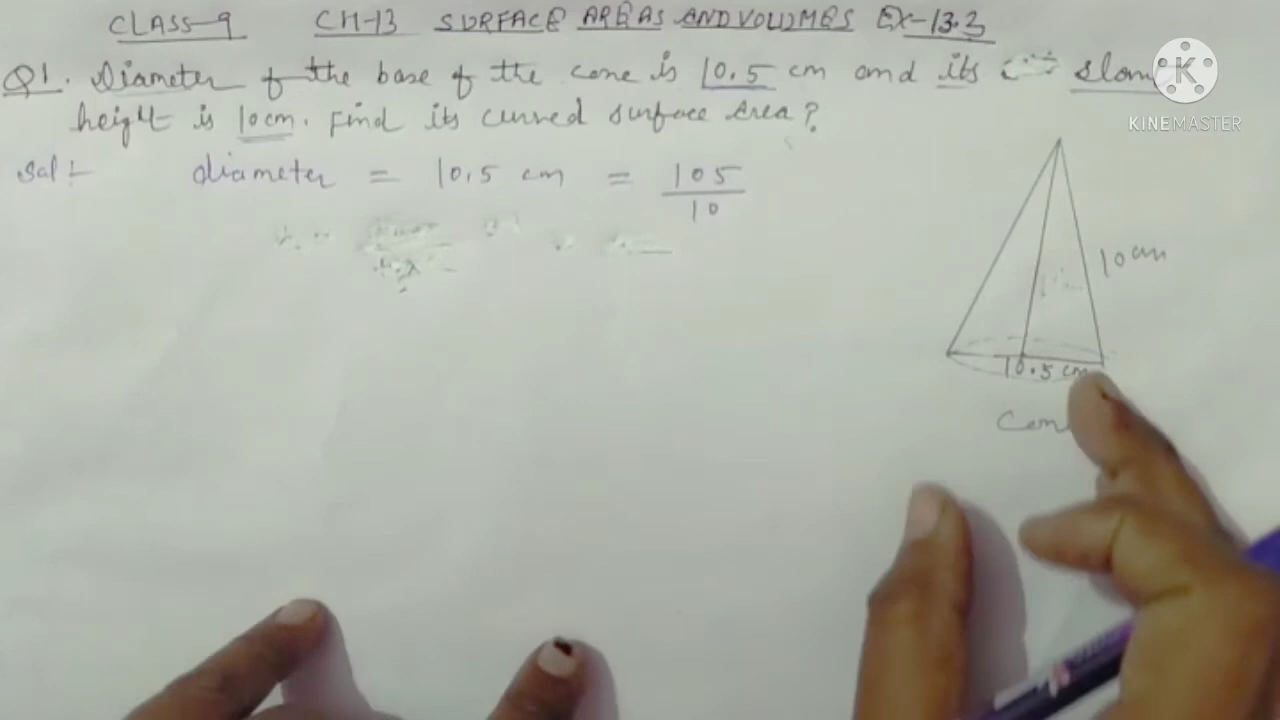 CLASS-9 CH-13 SURFACE AREAS AND VOLUMES EX-13.3
Q1. Diameter of the base of the cone is 10.5 cm and its
height is 10cm. Find its curved surface Area?
Sol:- diameter = 10.5 cm = 105
10
10 cm
10.5 cm
K
KINEMASTER